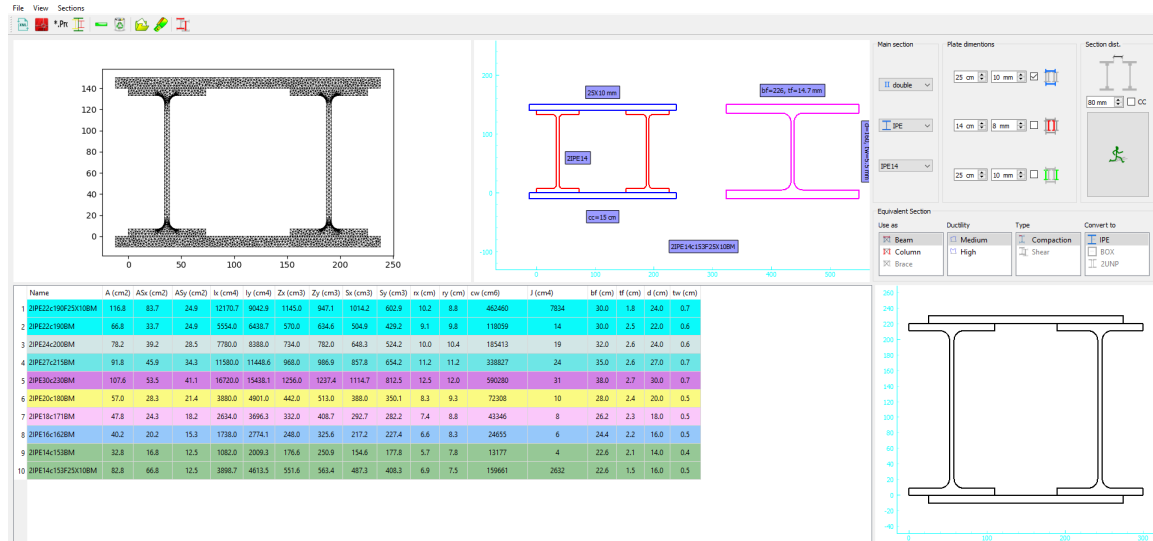 File View Sections
*.Pro
140
120
100
80
60
40
20
0
0 50 100 150 200 250
200
100
0
-100
0 100 200 300 400 500
25X10 mm
2IPE14
cc=15 cm
bf=226, tf=14.7 mm
d=160, tw=5.5 mm
2IPE14c153F25X10BM
Main section Plate dimentions Section dist.
II double
IPE
IPE14
25 cm 10 mm
14 cm 8 mm
25 cm 10 mm
80 mm CC
Equivalent Section
Use as Ductility Type Convert to
Beam Medium Compaction IPE
Column High Shear BOX
Brace 2UNP
Name A (cm2) ASx (cm2) ASy (cm2) Ix (cm4) Iy (cm4) Zx (cm3) Zy (cm3) Sx (cm3) Sy (cm3) rx (cm) ry (cm) cw (cm6) J (cm4) bf (cm) tf (cm) d (cm) tw (cm)
1 2IPE22c190F25X10BM 116.8 83.7 24.9 12170.7 9042.9 1145.0 947.1 1014.2 602.9 10.2 8.8 462460 7834 30.0 1.8 24.0 0.7
2 2IPE22c190BM 66.8 33.7 24.9 5554.0 6438.7 570.0 634.6 504.9 429.2 9.1 9.8 118059 14 30.0 2.5 22.0 0.6
3 2IPE24c200BM 78.2 39.2 28.5 7780.0 8388.0 734.0 782.0 648.3 524.2 10.0 10.4 185413 19 32.0 2.6 24.0 0.6
4 2IPE27c215BM 91.8 45.9 34.3 11580.0 11448.6 968.0 986.9 857.8 654.2 11.2 11.2 338827 24 35.0 2.6 27.0 0.7
5 2IPE30c230BM 107.6 53.5 41.1 16720.0 15438.1 1256.0 1237.4 1114.7 812.5 12.5 12.0 590280 31 38.0 2.7 30.0 0.7
6 2IPE20c180BM 57.0 28.3 21.4 3880.0 4901.0 442.0 513.0 388.0 350.1 8.3 9.3 72308 10 28.0 2.4 20.0 0.5
7 2IPE18c171BM 47.8 24.3 18.2 2634.0 3696.3 332.0 408.7 292.7 282.2 7.4 8.8 43346 8 26.2 2.3 18.0 0.5
8 2IPE16c162BM 40.2 20.2 15.3 1738.0 2774.1 248.0 325.6 217.2 227.4 6.6 8.3 24655 6 24.4 2.2 16.0 0.5
9 2IPE14c153BM 32.8 16.8 12.5 1082.0 2009.3 176.6 250.9 154.6 177.8 5.7 7.8 13177 4 22.6 2.1 14.0 0.4
10 2IPE14c153F25X10BM 82.8 66.8 12.5 3898.7 4613.5 551.6 563.4 487.3 408.3 6.9 7.5 159661 2632 22.6 1.5 16.0 0.5
260
240
220
200
180
160
140
120
100
80
60
40
20
0
-20
-40
0 100 200 300